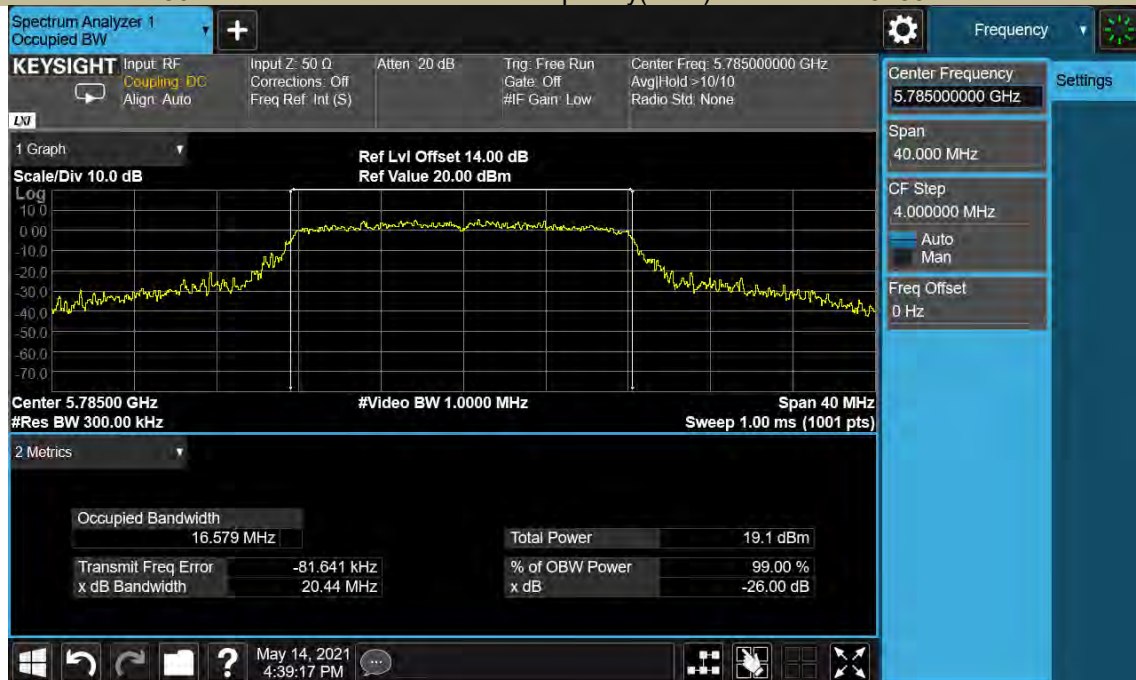 Spectrum Analyzer 1
Occupied BW
Frequency
KEYSIGHT
Input: RF
Coupling: DC
Align: Auto
Input Z: 50 Ω
Corrections: Off
Freq Ref: Int (S)
Atten: 20 dB
Trig: Free Run
Gate: Off
#IF Gain: Low
Center Freq: 5.785000000 GHz
Avg|Hold >10/10
Radio Std: None
LXI
Center Frequency
5.785000000 GHz
Settings
Span
40.000 MHz
CF Step
4.000000 MHz
Auto
Man
Freq Offset
0 Hz
1 Graph
Scale/Div 10.0 dB
Ref Lvl Offset 14.00 dB
Ref Value 20.00 dBm
Log
10.0
0.00
-10.0
-20.0
-30.0
-40.0
-50.0
-60.0
-70.0
Center 5.78500 GHz
#Video BW 1.0000 MHz
Span 40 MHz
#Res BW 300.00 kHz
Sweep 1.00 ms (1001 pts)
2 Metrics
Occupied Bandwidth
16.579 MHz
Total Power 19.1 dBm
Transmit Freq Error -81.641 kHz
% of OBW Power 99.00 %
x dB Bandwidth 20.44 MHz
x dB -26.00 dB
May 14, 2021
4:39:17 PM